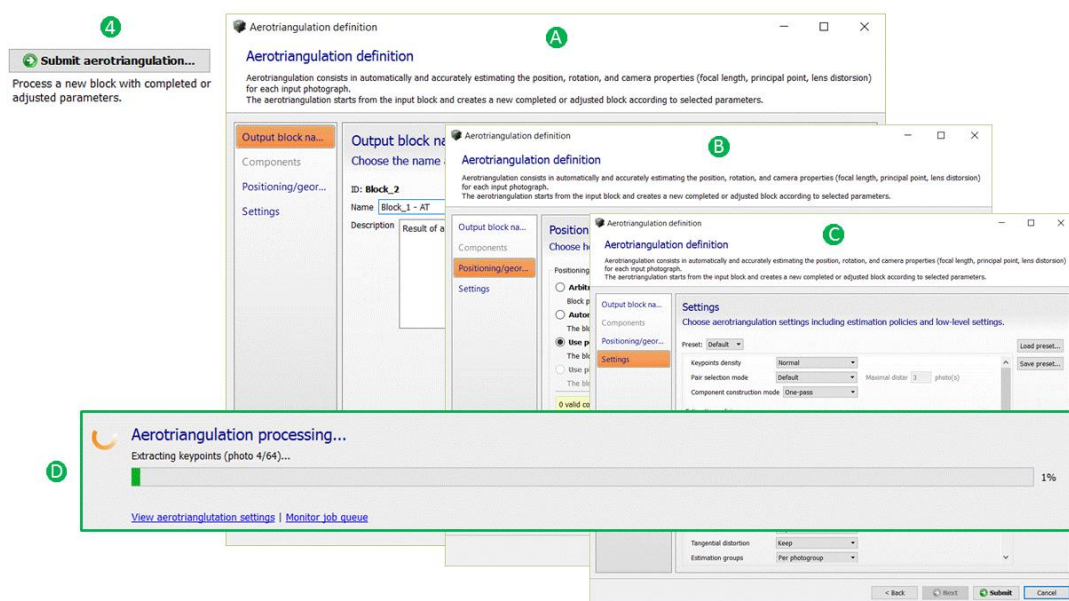 4
Submit aerotriangulation...
Process a new block with completed or
adjusted parameters.
Aerotriangulation definition
A
Aerotriangulation definition
Aerotriangulation consists in automatically and accurately estimating the position, rotation, and camera properties (focal length, principal point, lens distorsion)
for each input photograph.
The aerotriangulation starts from the input block and creates a new completed or adjusted block according to selected parameters.
Output block na...
Components
Positioning/geor...
Settings
Output block na
Choose the name
ID: Block_2
Name Block_1 - AT
Description Result of a
Aerotriangulation definition
B
Aerotriangulation definition
Aerotriangulation consists in automatically and accurately estimating the position, rotation, and camera properties (focal length, principal point, lens distorsion)
for each input photograph.
The aerotriangulation starts from the input block and creates a new completed or adjusted block according to selected parameters.
Output block na...
Components
Positioning/geor...
Settings
Position
Choose h
Positioning
Arbitr
Block p
Autor
The blo
Use p
The blo
Use p
The blo
0 valid co
Aerotriangulation definition
C
Aerotriangulation definition
Aerotriangulation consists in automatically and accurately estimating the position, rotation, and camera properties (focal length, principal point, lens distorsion)
for each input photograph.
The aerotriangulation starts from the input block and creates a new completed or adjusted block according to selected parameters.
Output block na...
Components
Positioning/geor...
Settings
Settings
Choose aerotriangulation settings including estimation policies and low-level settings.
Preset: Default
Load preset...
Save preset...
Keypoints density Normal
Pair selection mode Default Maximal distar 3 photo(s)
Component construction mode One-pass
D
Aerotriangulation processing...
Extracting keypoints (photo 4/64)...
1%
View aerotrianglutation settings | Monitor job queue
Tangential distortion Keep
Estimation groups Per photogroup
< Back Next Submit Cancel